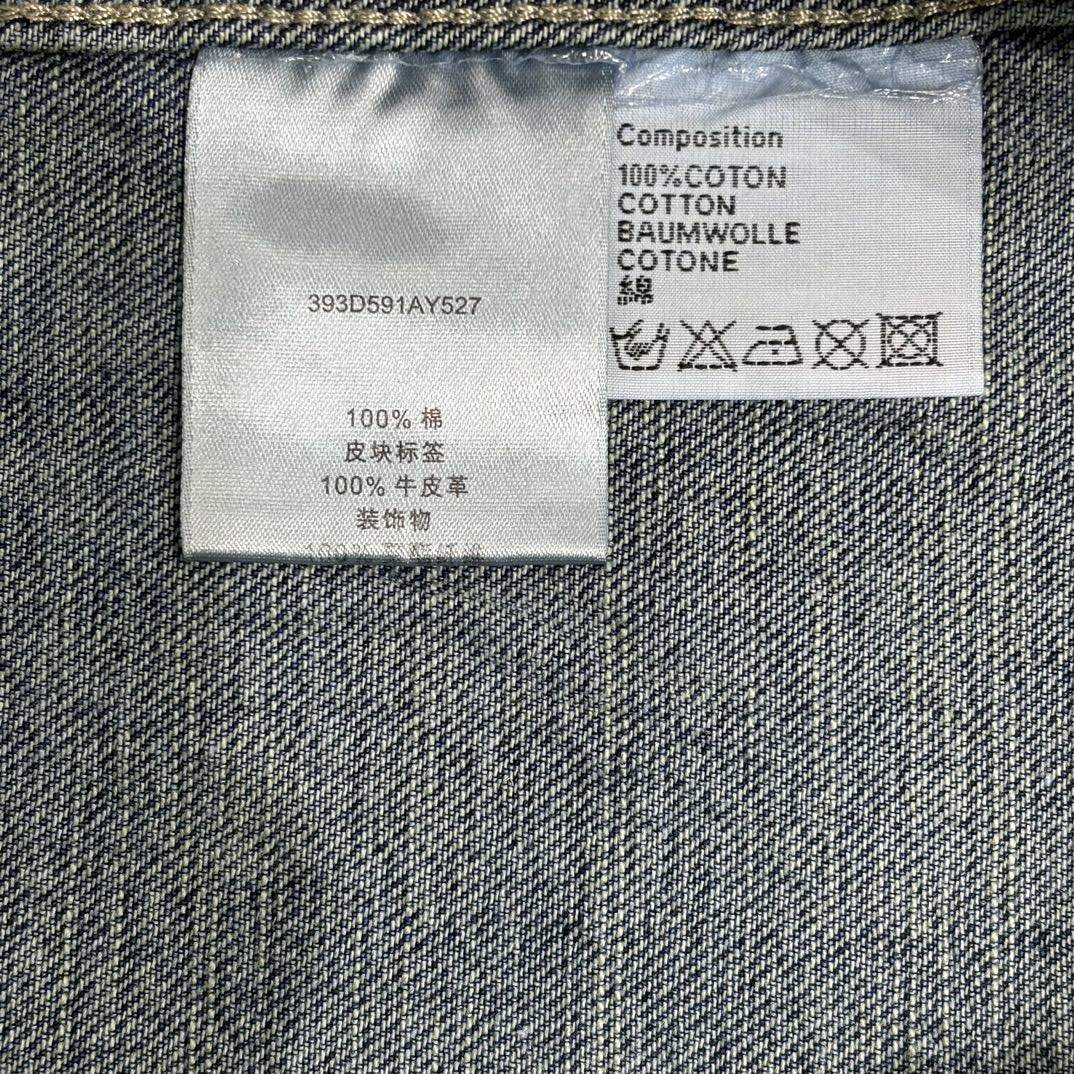 393D591AY527
100% 棉
皮块标签
100% 牛皮革
装饰物
Composition
100%COTON
COTTON
BAUMWOLLE
COTONE
綿